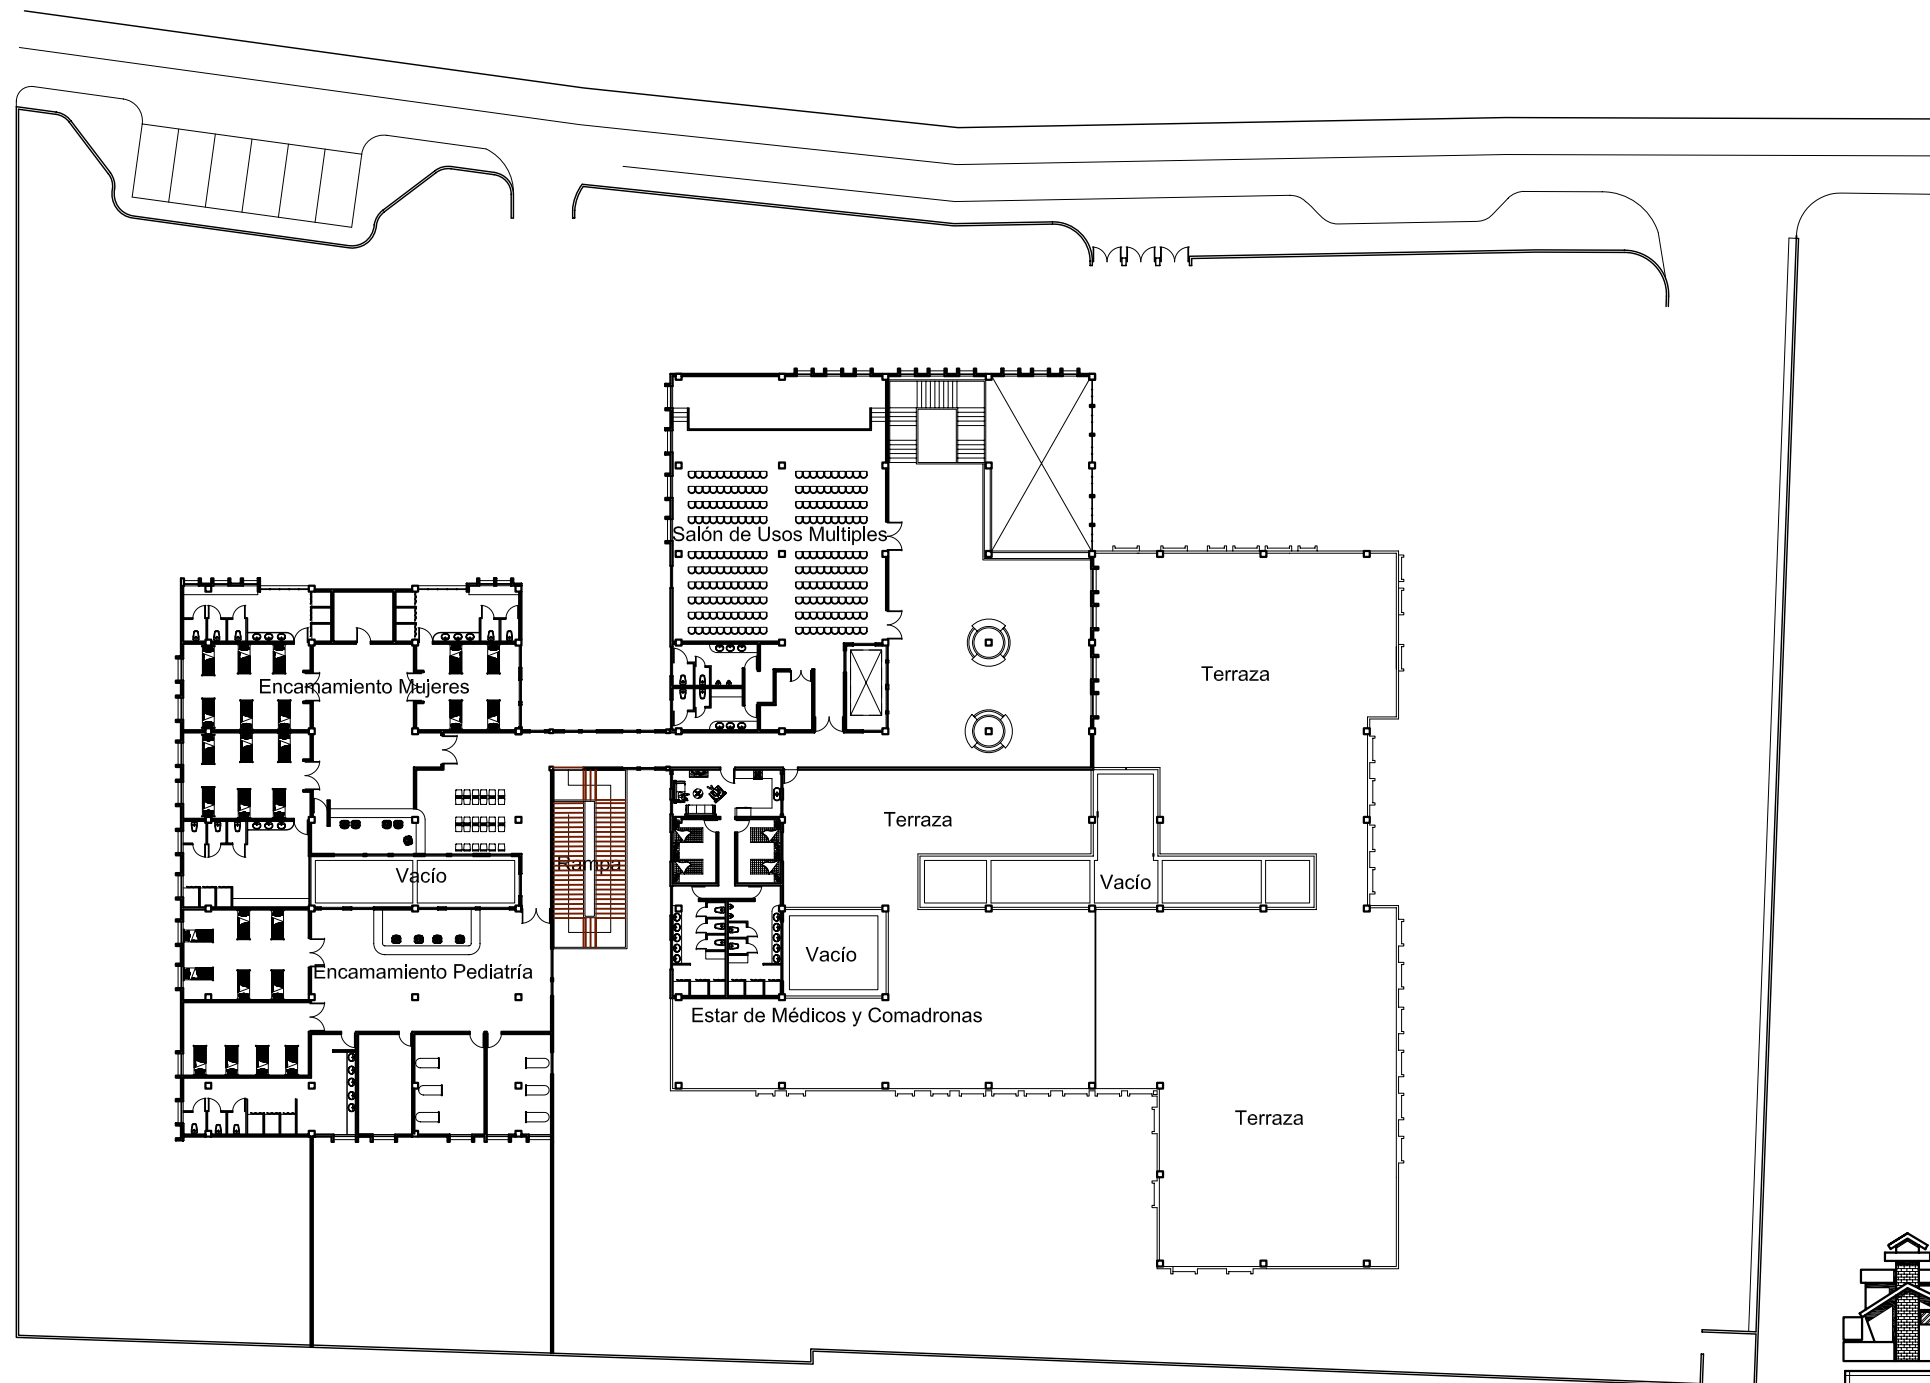 Salón de Usos Multiples
Terraza
Encamamiento Mujeres
Terraza
Rampa
Vacío
Vacío
Vacío
Encamamiento Pediatría
Estar de Médicos y Comadronas
Terraza